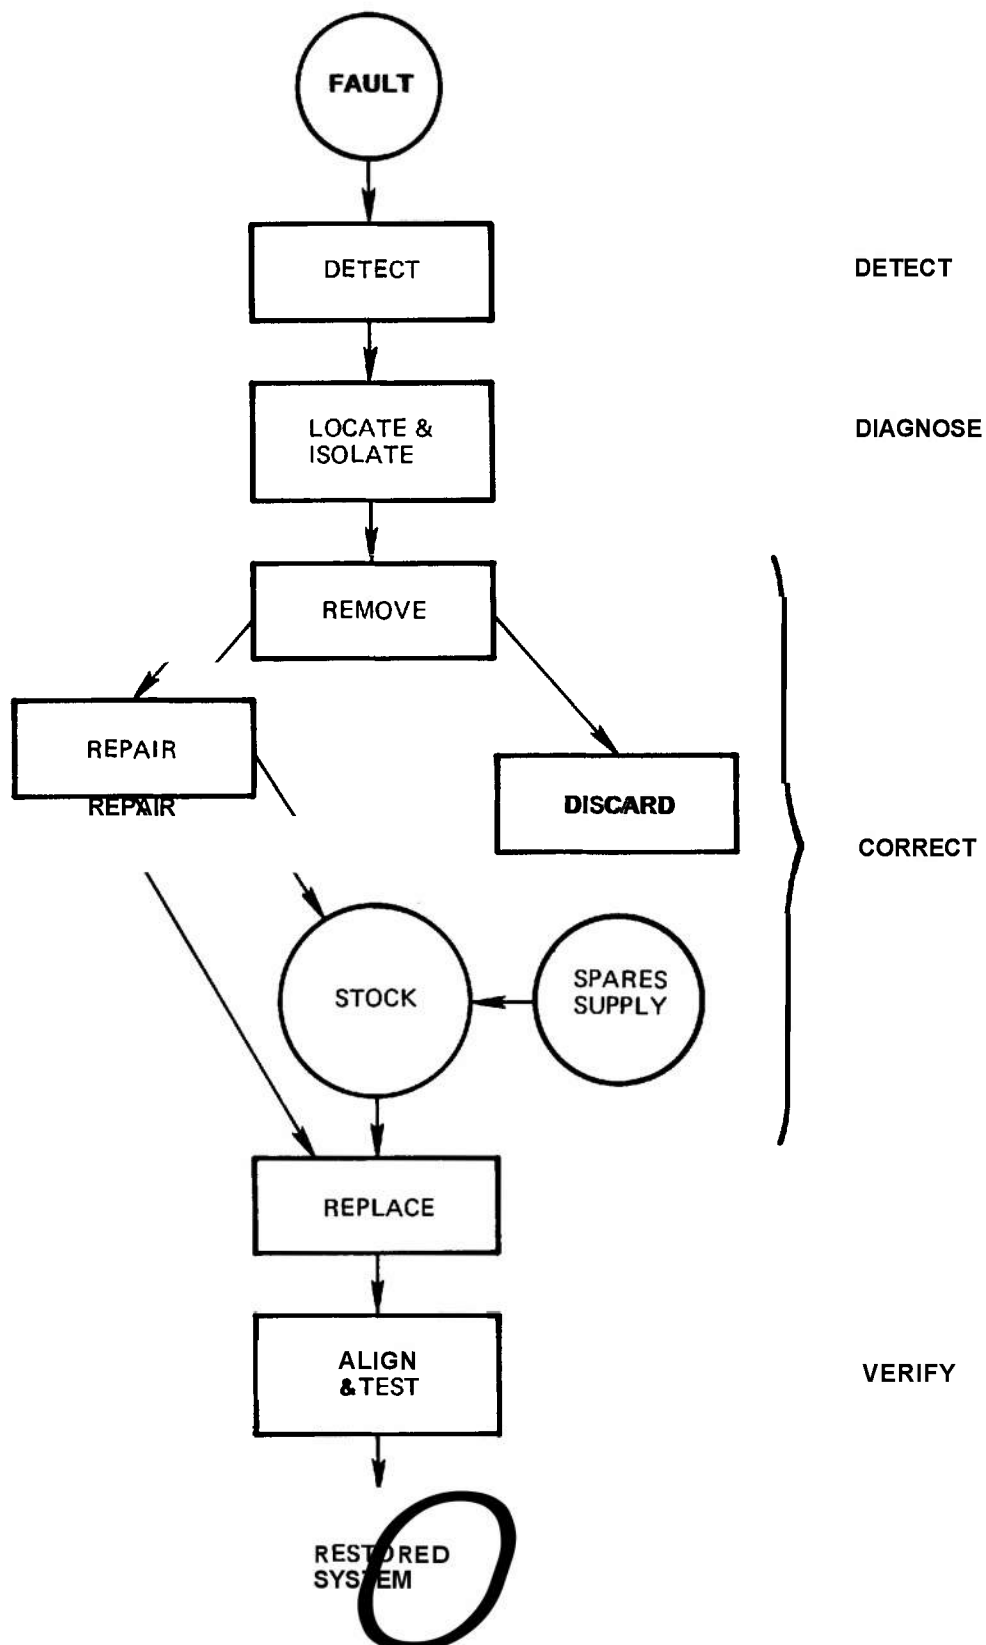 FAULT
DETECT
DETECT
LOCATE &
ISOLATE
DIAGNOSE
REMOVE
REPAIR
REPAIR
DISCARD
CORRECT
STOCK
SPARES
SUPPLY
REPLACE
ALIGN
& TEST
VERIFY
RESTORED
SYSTEM